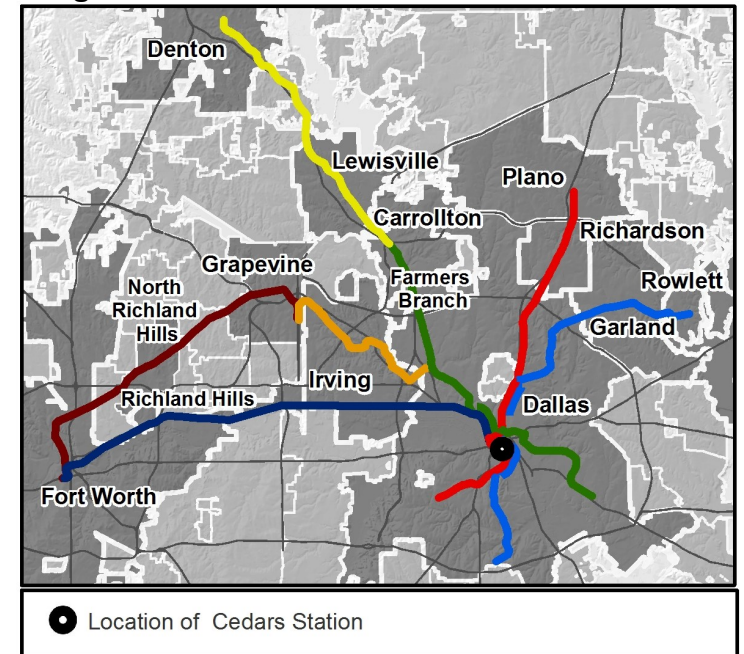 Denton
Lewisville
Plano
Carrollton
Richardson
Grapevine
Farmers
Branch
Rowlett
North
Richland
Hills
Garland
Irving
Richland Hills
Dallas
Fort Worth
Location of Cedars Station